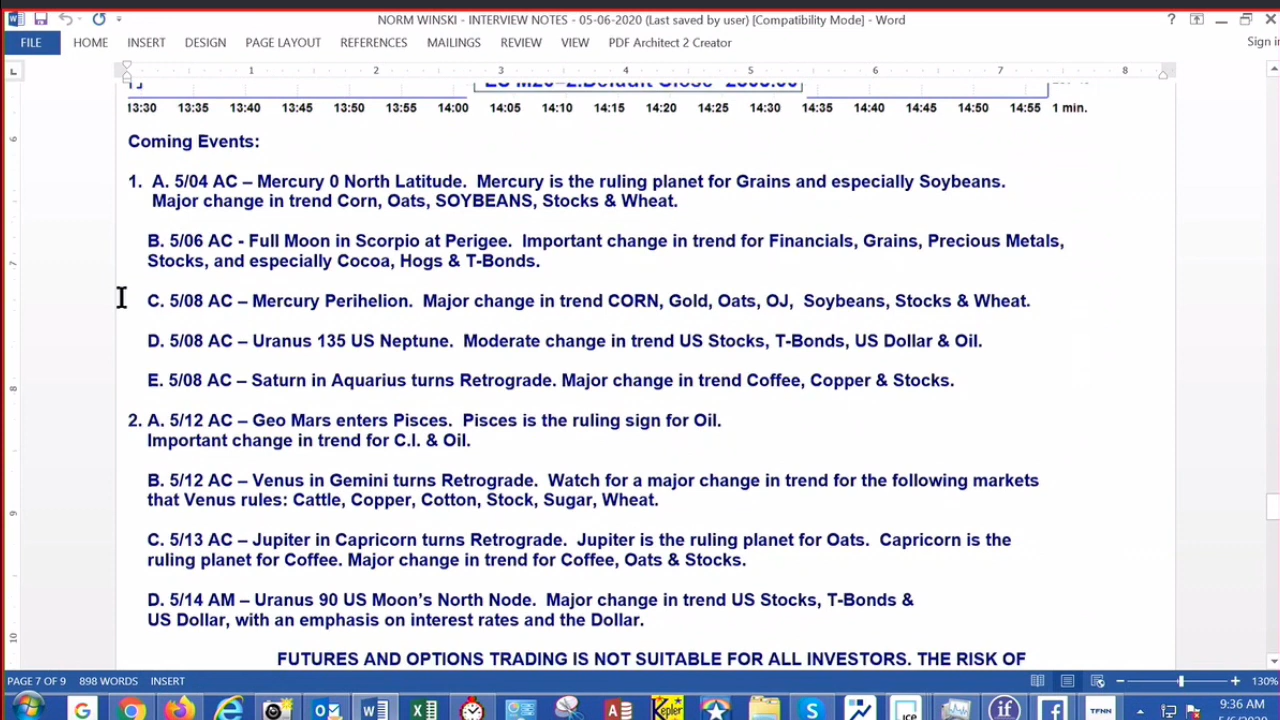 NORM WINSKI - INTERVIEW NOTES - 05-06-2020 (Last saved by user) [Compatibility Mode] - Word
FILE HOME INSERT DESIGN PAGE LAYOUT REFERENCES MAILINGS REVIEW VIEW PDF Architect 2 Creator Sign in
1 2 3 4 5 6 7 8
13:30 13:35 13:40 13:45 13:50 13:55 14:00 14:05 14:10 14:15 14:20 14:25 14:30 14:35 14:40 14:45 14:50 14:55 1 min.
Coming Events:
1. A. 5/04 AC – Mercury 0 North Latitude. Mercury is the ruling planet for Grains and especially Soybeans.
Major change in trend Corn, Oats, SOYBEANS, Stocks & Wheat.
B. 5/06 AC - Full Moon in Scorpio at Perigee. Important change in trend for Financials, Grains, Precious Metals,
Stocks, and especially Cocoa, Hogs & T-Bonds.
C. 5/08 AC – Mercury Perihelion. Major change in trend CORN, Gold, Oats, OJ, Soybeans, Stocks & Wheat.
D. 5/08 AC – Uranus 135 US Neptune. Moderate change in trend US Stocks, T-Bonds, US Dollar & Oil.
E. 5/08 AC – Saturn in Aquarius turns Retrograde. Major change in trend Coffee, Copper & Stocks.
2. A. 5/12 AC – Geo Mars enters Pisces. Pisces is the ruling sign for Oil.
Important change in trend for C.I. & Oil.
B. 5/12 AC – Venus in Gemini turns Retrograde. Watch for a major change in trend for the following markets
that Venus rules: Cattle, Copper, Cotton, Stock, Sugar, Wheat.
C. 5/13 AC – Jupiter in Capricorn turns Retrograde. Jupiter is the ruling planet for Oats. Capricorn is the
ruling planet for Coffee. Major change in trend for Coffee, Oats & Stocks.
D. 5/14 AM – Uranus 90 US Moon's North Node. Major change in trend US Stocks, T-Bonds &
US Dollar, with an emphasis on interest rates and the Dollar.
FUTURES AND OPTIONS TRADING IS NOT SUITABLE FOR ALL INVESTORS. THE RISK OF
PAGE 7 OF 9 898 WORDS INSERT 130%
Kepler ICE TFNN if 9:36 AM